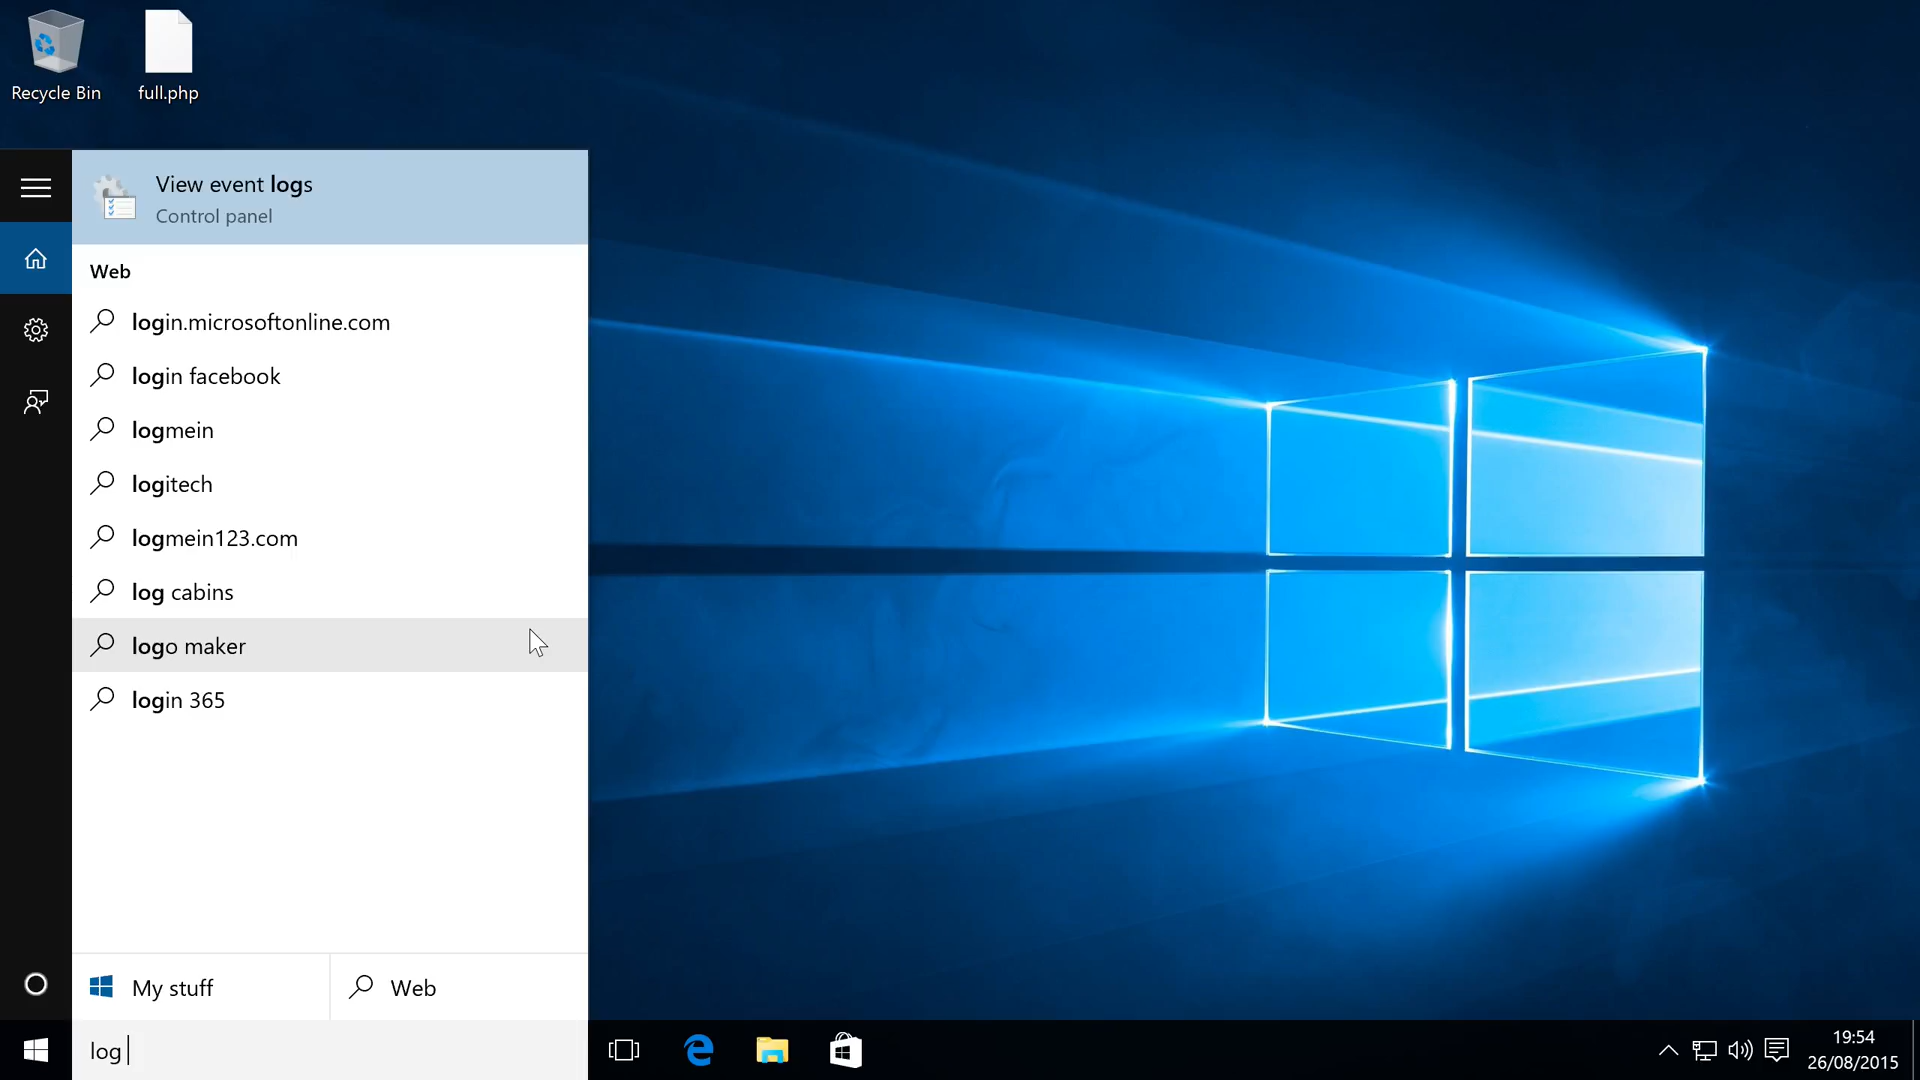 Recycle Bin
full.php
View event logs
Control panel
Web
login.microsoftonline.com
login facebook
logmein
logitech
logmein123.com
log cabins
logo maker
login 365
My stuff
Web
log
19:54
26/08/2015